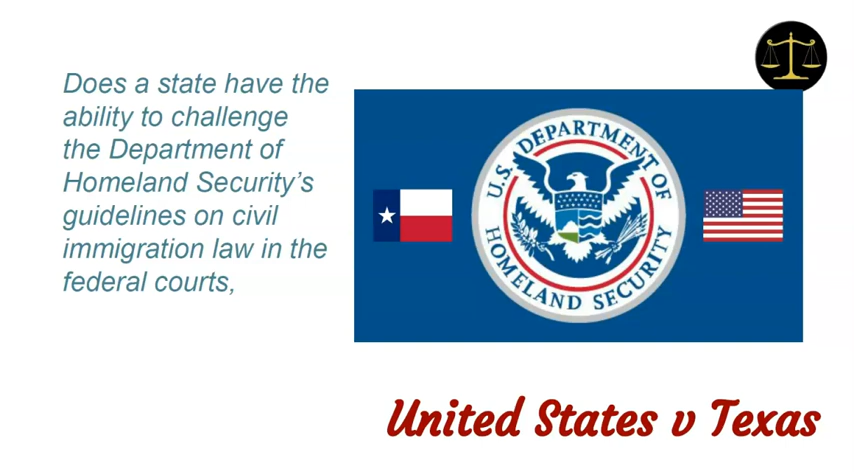 Does a state have the
ability to challenge
the Department of
Homeland Security’s
guidelines on civil
immigration law in the
federal courts,
U.S. DEPARTMENT OF
HOMELAND SECURITY
United States v Texas